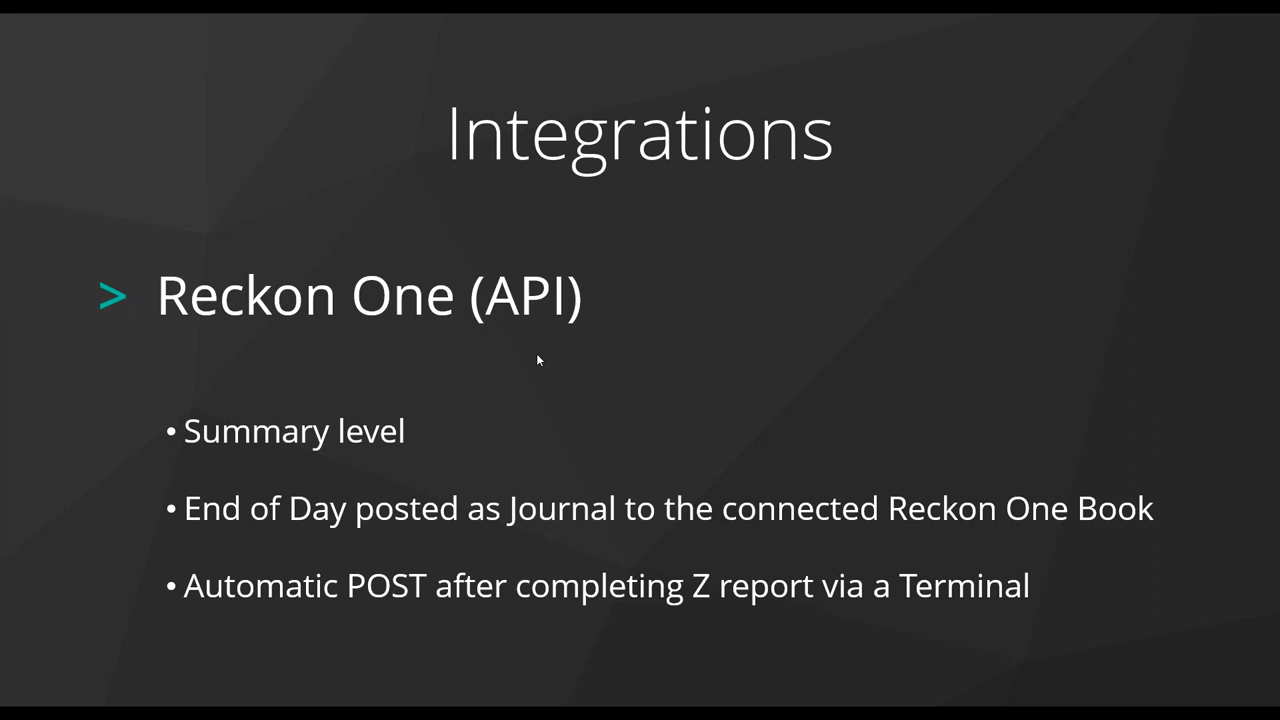 Integrations
> Reckon One (API)
• Summary level
• End of Day posted as Journal to the connected Reckon One Book
• Automatic POST after completing Z report via a Terminal